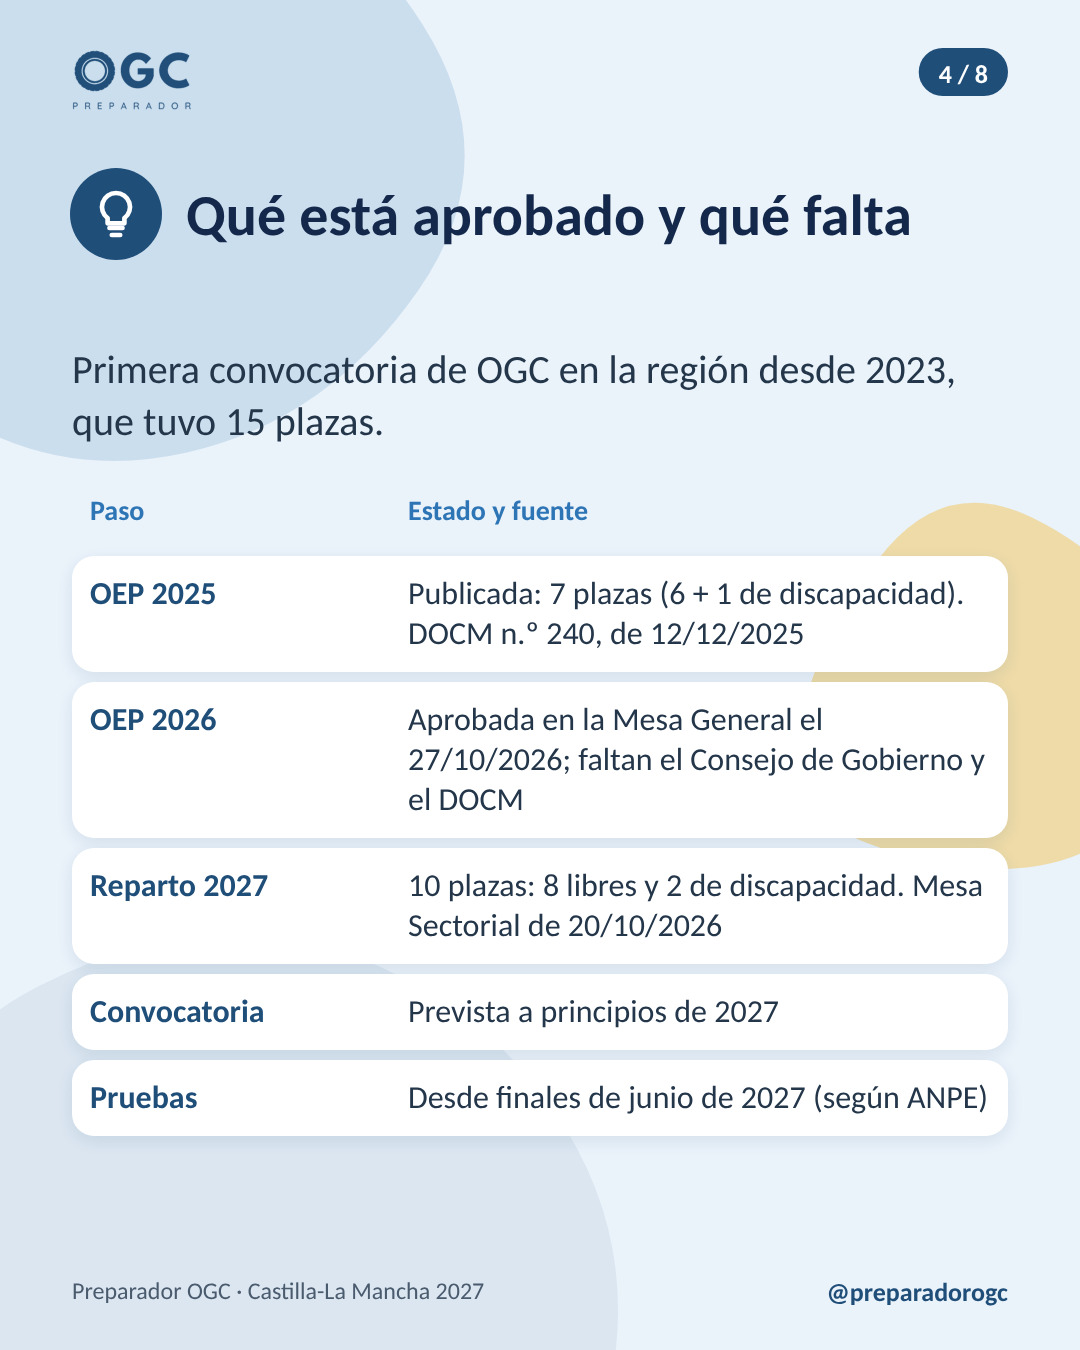 OGC
PREPARADOR
4 / 8
Qué está aprobado y qué falta
Primera convocatoria de OGC en la región desde 2023,
que tuvo 15 plazas.
Paso
Estado y fuente
OEP 2025
Publicada: 7 plazas (6 + 1 de discapacidad).
DOCM n.º 240, de 12/12/2025
OEP 2026
Aprobada en la Mesa General el
27/10/2026; faltan el Consejo de Gobierno y
el DOCM
Reparto 2027
10 plazas: 8 libres y 2 de discapacidad. Mesa
Sectorial de 20/10/2026
Convocatoria
Prevista a principios de 2027
Pruebas
Desde finales de junio de 2027 (según ANPE)
Preparador OGC · Castilla-La Mancha 2027
@preparadorogc